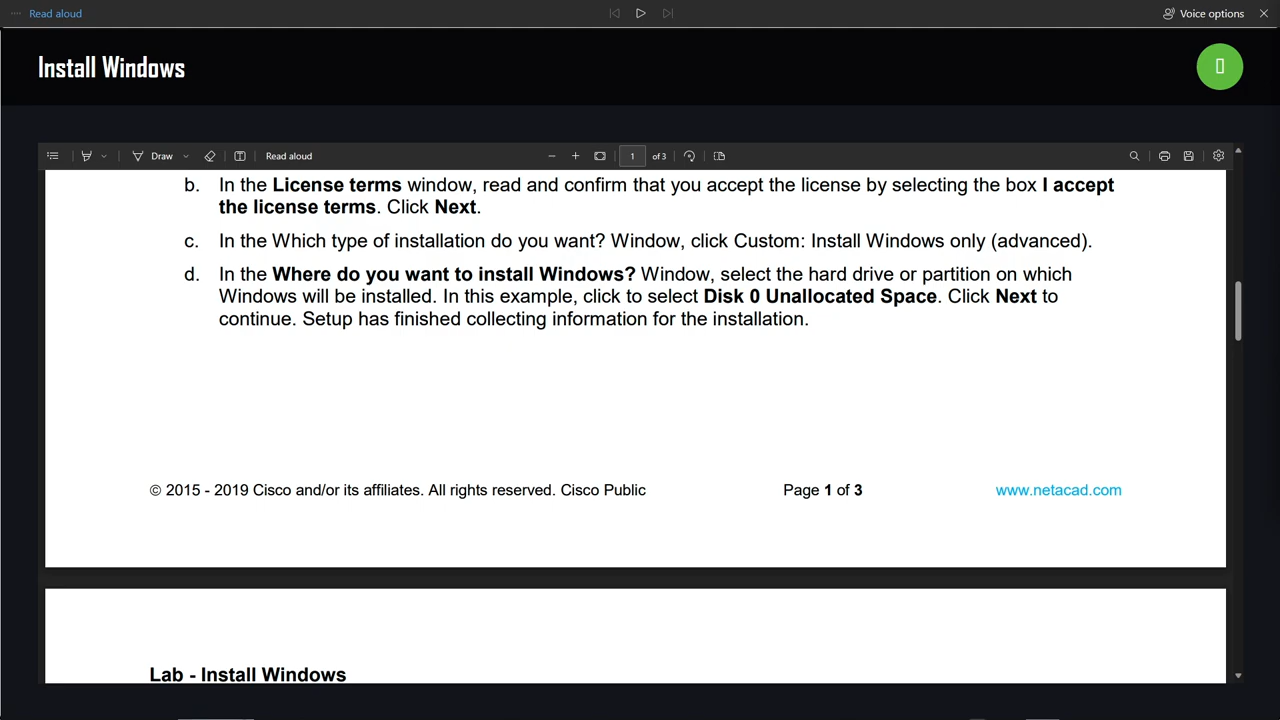 Read aloud
Voice options
Install Windows
Draw
Read aloud
1 of 3
b. In the License terms window, read and confirm that you accept the license by selecting the box I accept
the license terms. Click Next.
c. In the Which type of installation do you want? Window, click Custom: Install Windows only (advanced).
d. In the Where do you want to install Windows? Window, select the hard drive or partition on which
Windows will be installed. In this example, click to select Disk 0 Unallocated Space. Click Next to
continue. Setup has finished collecting information for the installation.
© 2015 - 2019 Cisco and/or its affiliates. All rights reserved. Cisco Public Page 1 of 3 www.netacad.com
Lab - Install Windows